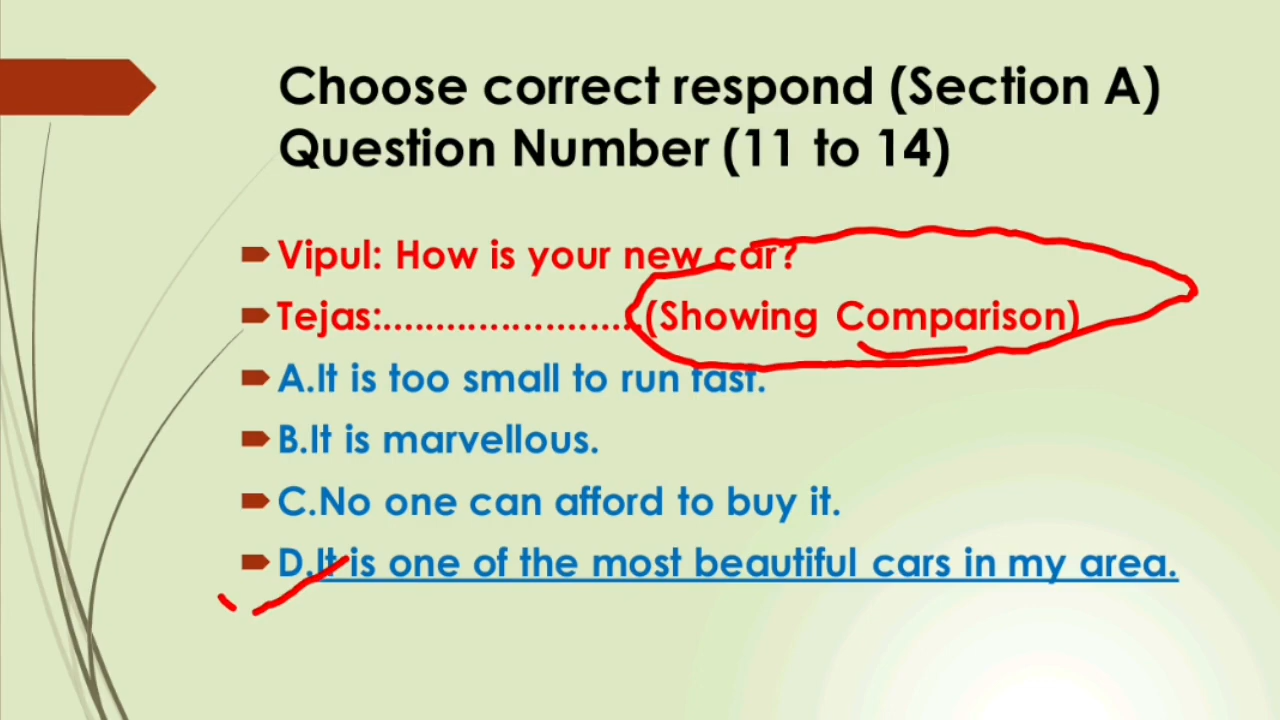 Choose correct respond (Section A)
Question Number (11 to 14)
Vipul: How is your new car?
Tejas:........................(Showing Comparison)
A.It is too small to run fast.
B.It is marvellous.
C.No one can afford to buy it.
D.It is one of the most beautiful cars in my area.